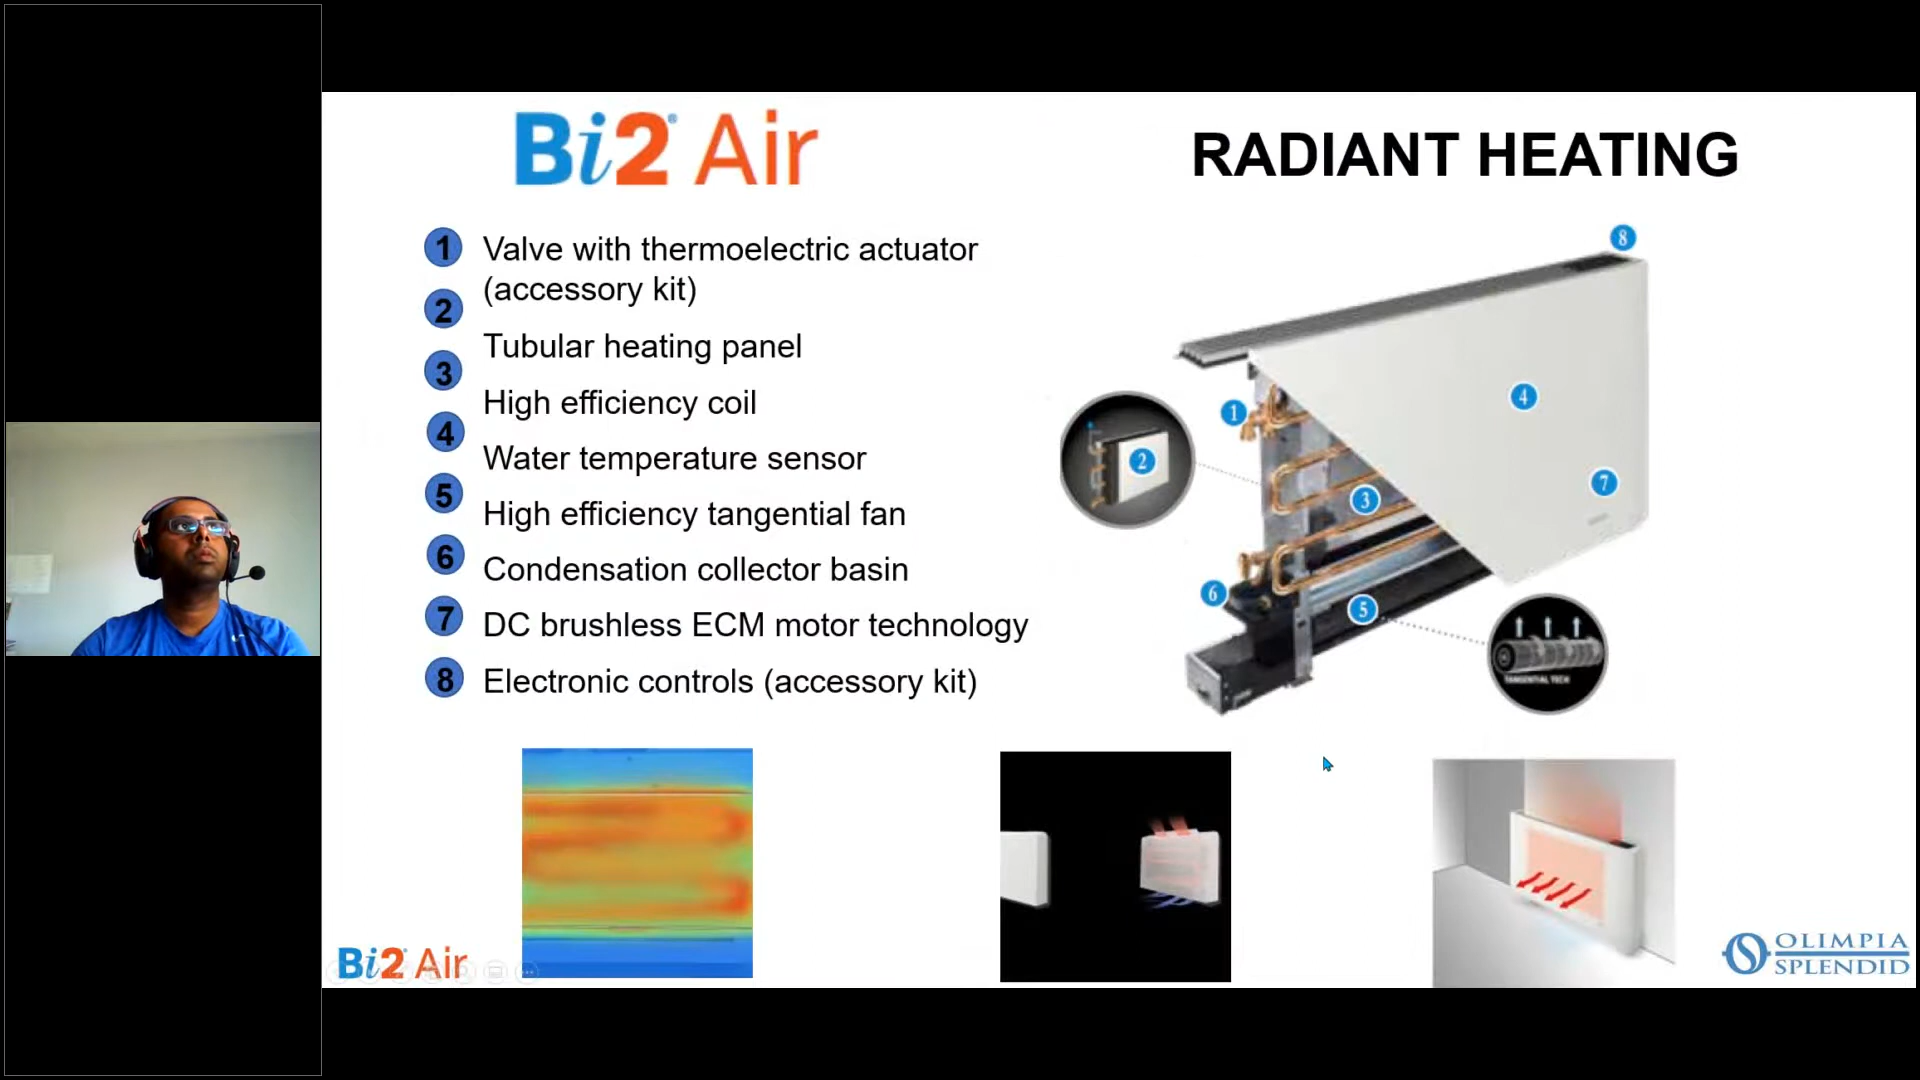 Bi2 Air
RADIANT HEATING
1 Valve with thermoelectric actuator
(accessory kit)
2 Tubular heating panel
3 High efficiency coil
4 Water temperature sensor
5 High efficiency tangential fan
6 Condensation collector basin
7 DC brushless ECM motor technology
8 Electronic controls (accessory kit)
8
4
1
2
7
3
6
5
TANGENTIAL TECH
Bi2 Air
OLIMPIA
SPLENDID